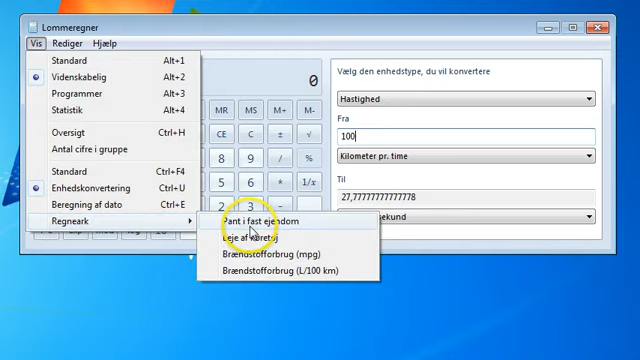 Lommeregner
Vis Rediger Hjælp
Standard Alt+1
Videnskabelig Alt+2
Programmer Alt+3
Statistik Alt+4
Oversigt Ctrl+H
Antal cifre i gruppe
Standard Ctrl+F4
Enhedskonvertering Ctrl+U
Beregning af dato Ctrl+E
Regneark
Pant i fast ejendom
Leje af køretøj
Brændstofforbrug (mpg)
Brændstofforbrug (L/100 km)
0
MR MS M+ M-
CE C ± √
8 9 / %
5 6 * 1/x
2 3 -
Vælg den enhedstype, du vil konvertere
Hastighed
Fra
100
Kilometer pr. time
Til
27,77777777777778
sekund